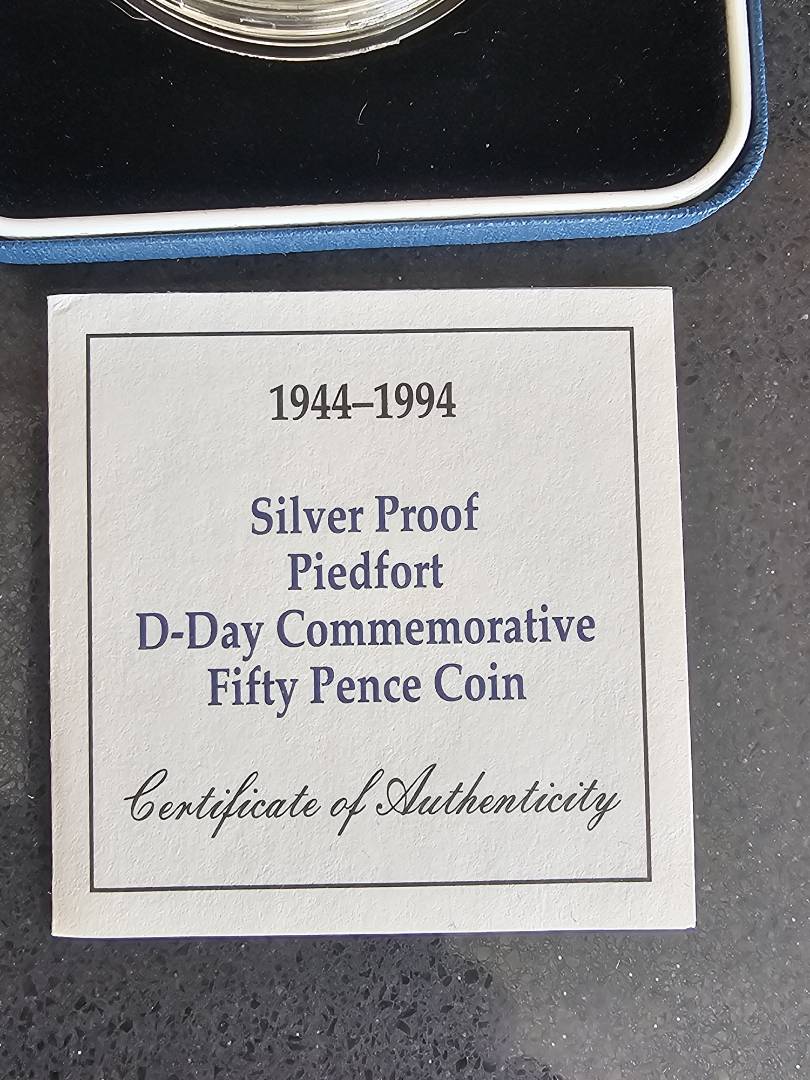 1944–1994
Silver Proof
Piedfort
D-Day Commemorative
Fifty Pence Coin
Certificate of Authenticity